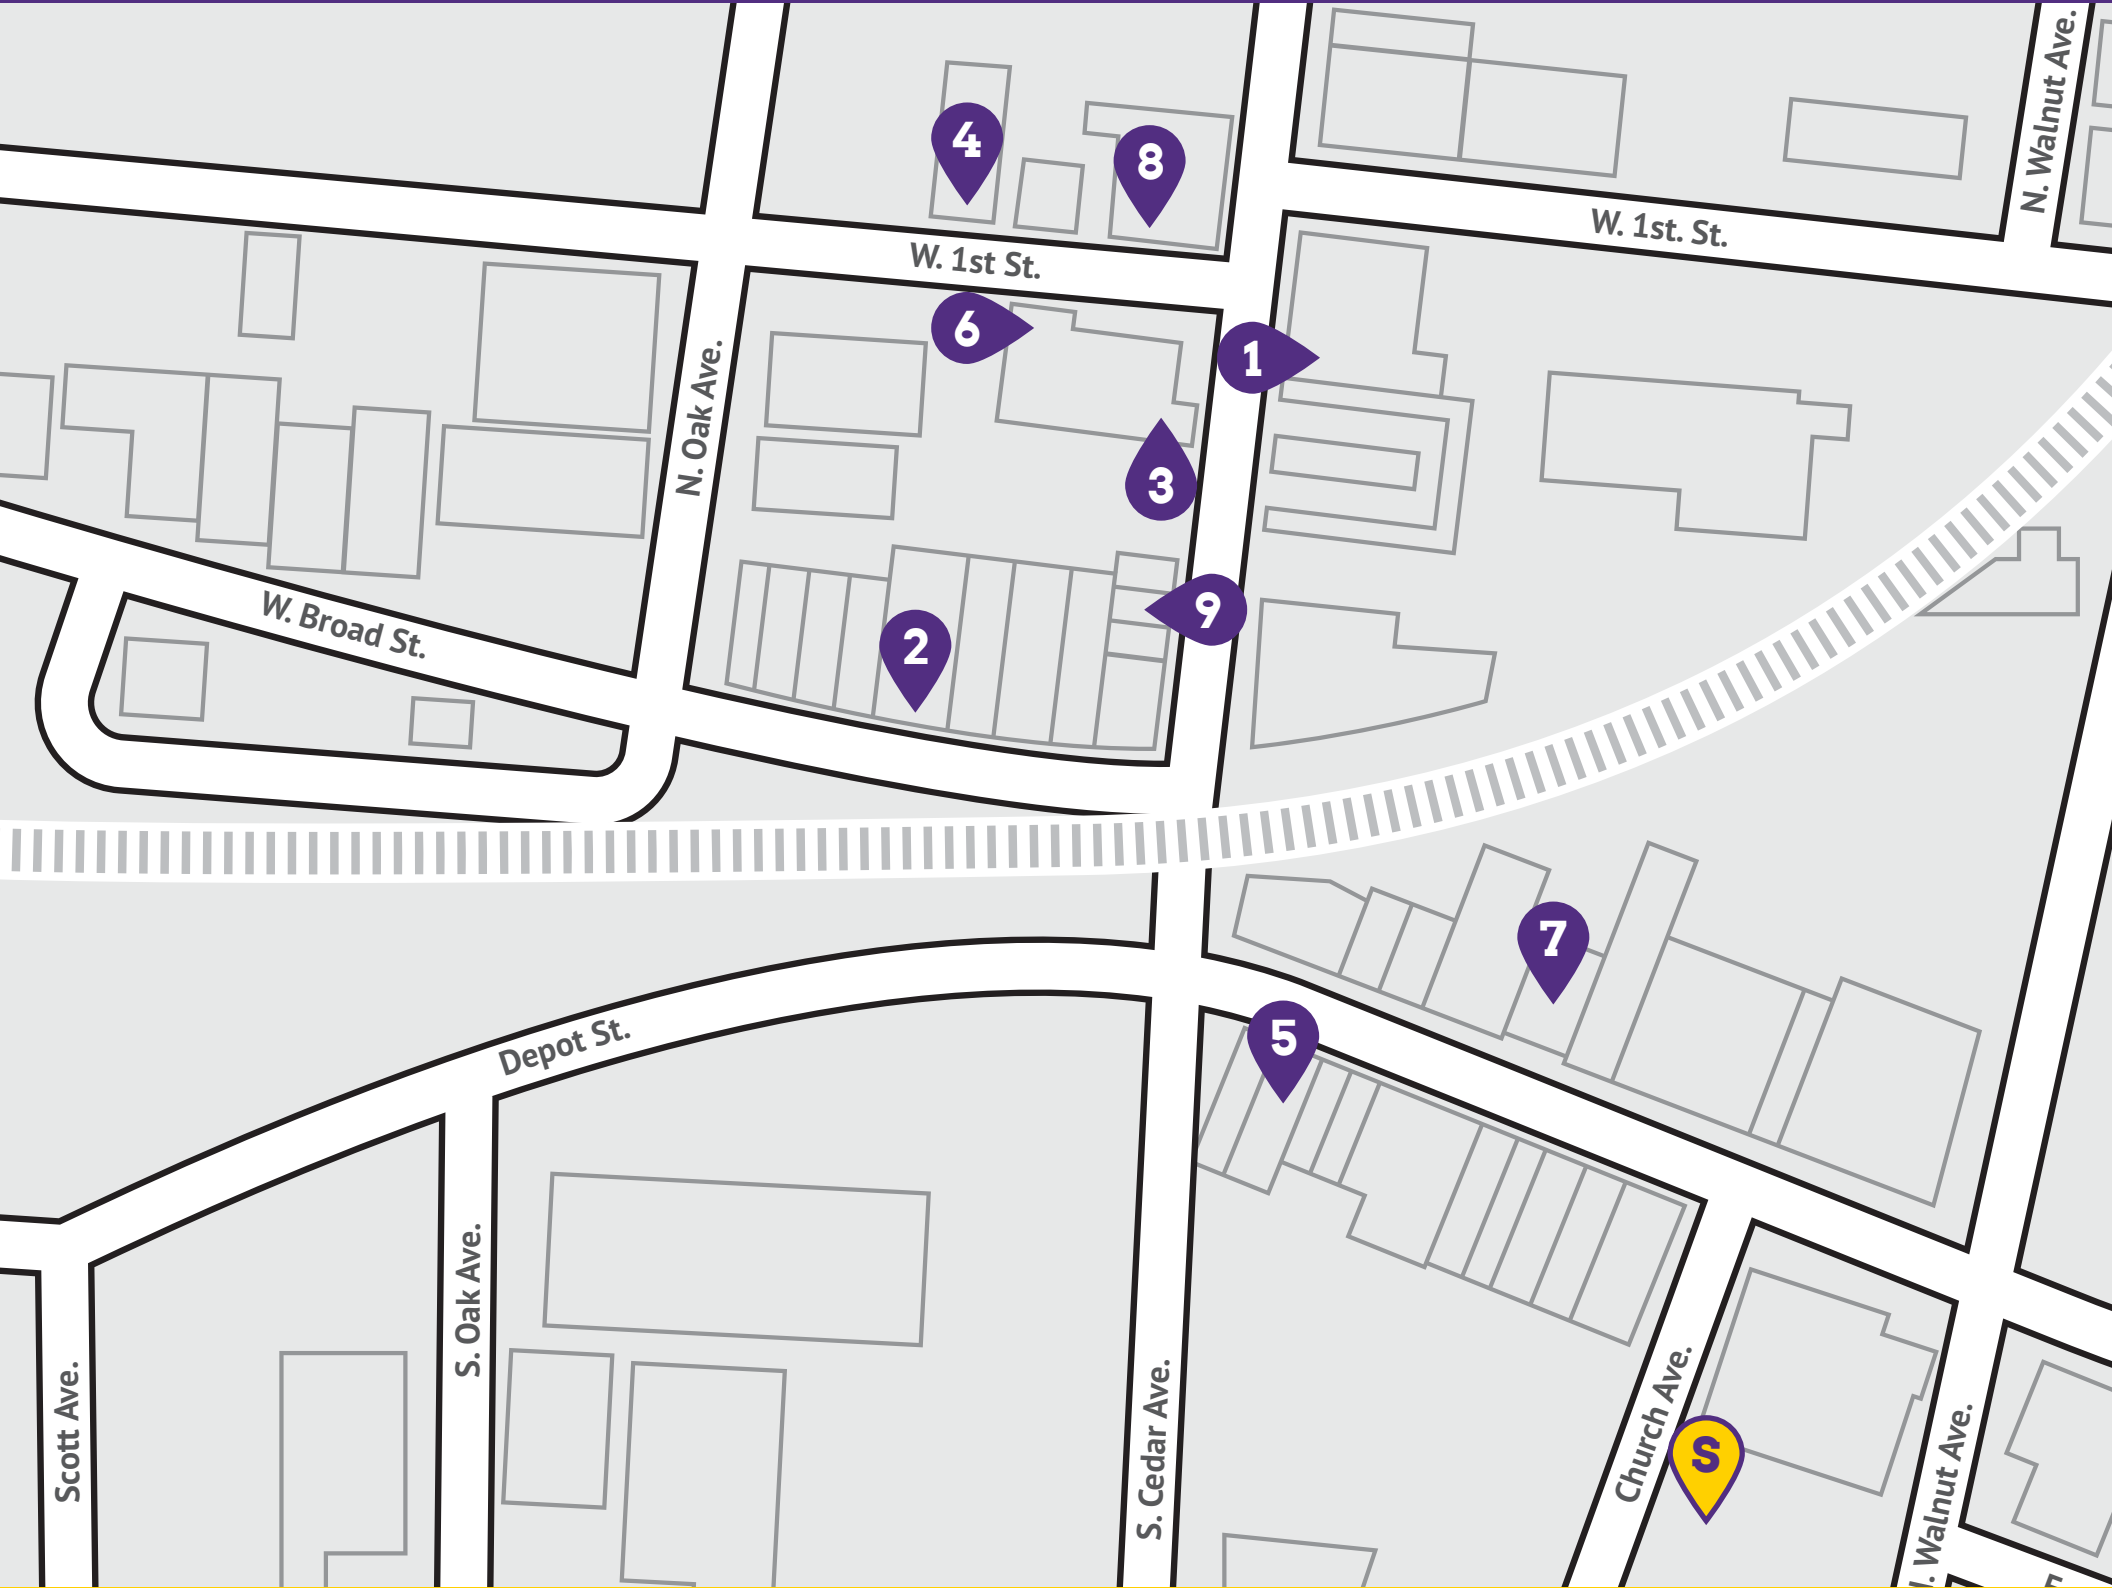 N. Walnut Ave.
4
8
W. 1st. St.
W. 1st St.
6
1
N. Oak Ave.
3
W. Broad St.
9
2
7
5
Depot St.
S. Oak Ave.
Scott Ave.
S. Cedar Ave.
Church Ave.
S
Walnut Ave.